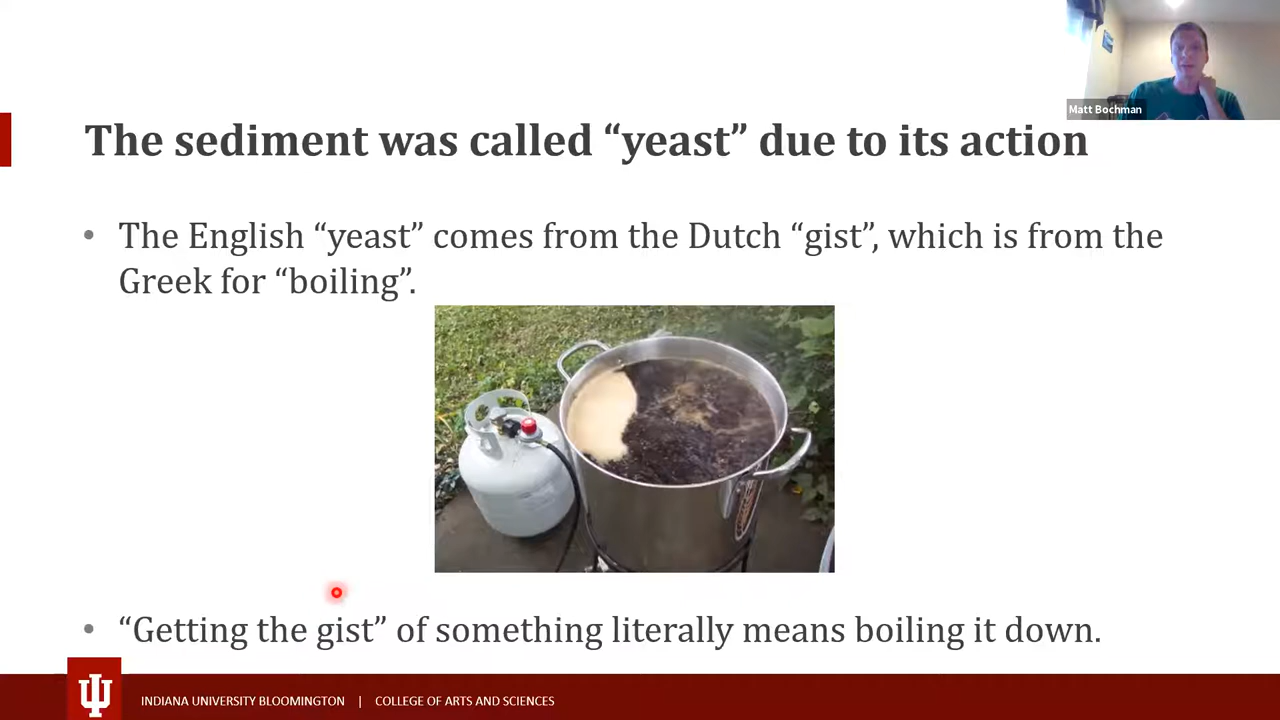 Matt Bochman
The sediment was called “yeast” due to its action
• The English “yeast” comes from the Dutch “gist”, which is from the
Greek for “boiling”.
• “Getting the gist” of something literally means boiling it down.
INDIANA UNIVERSITY BLOOMINGTON | COLLEGE OF ARTS AND SCIENCES